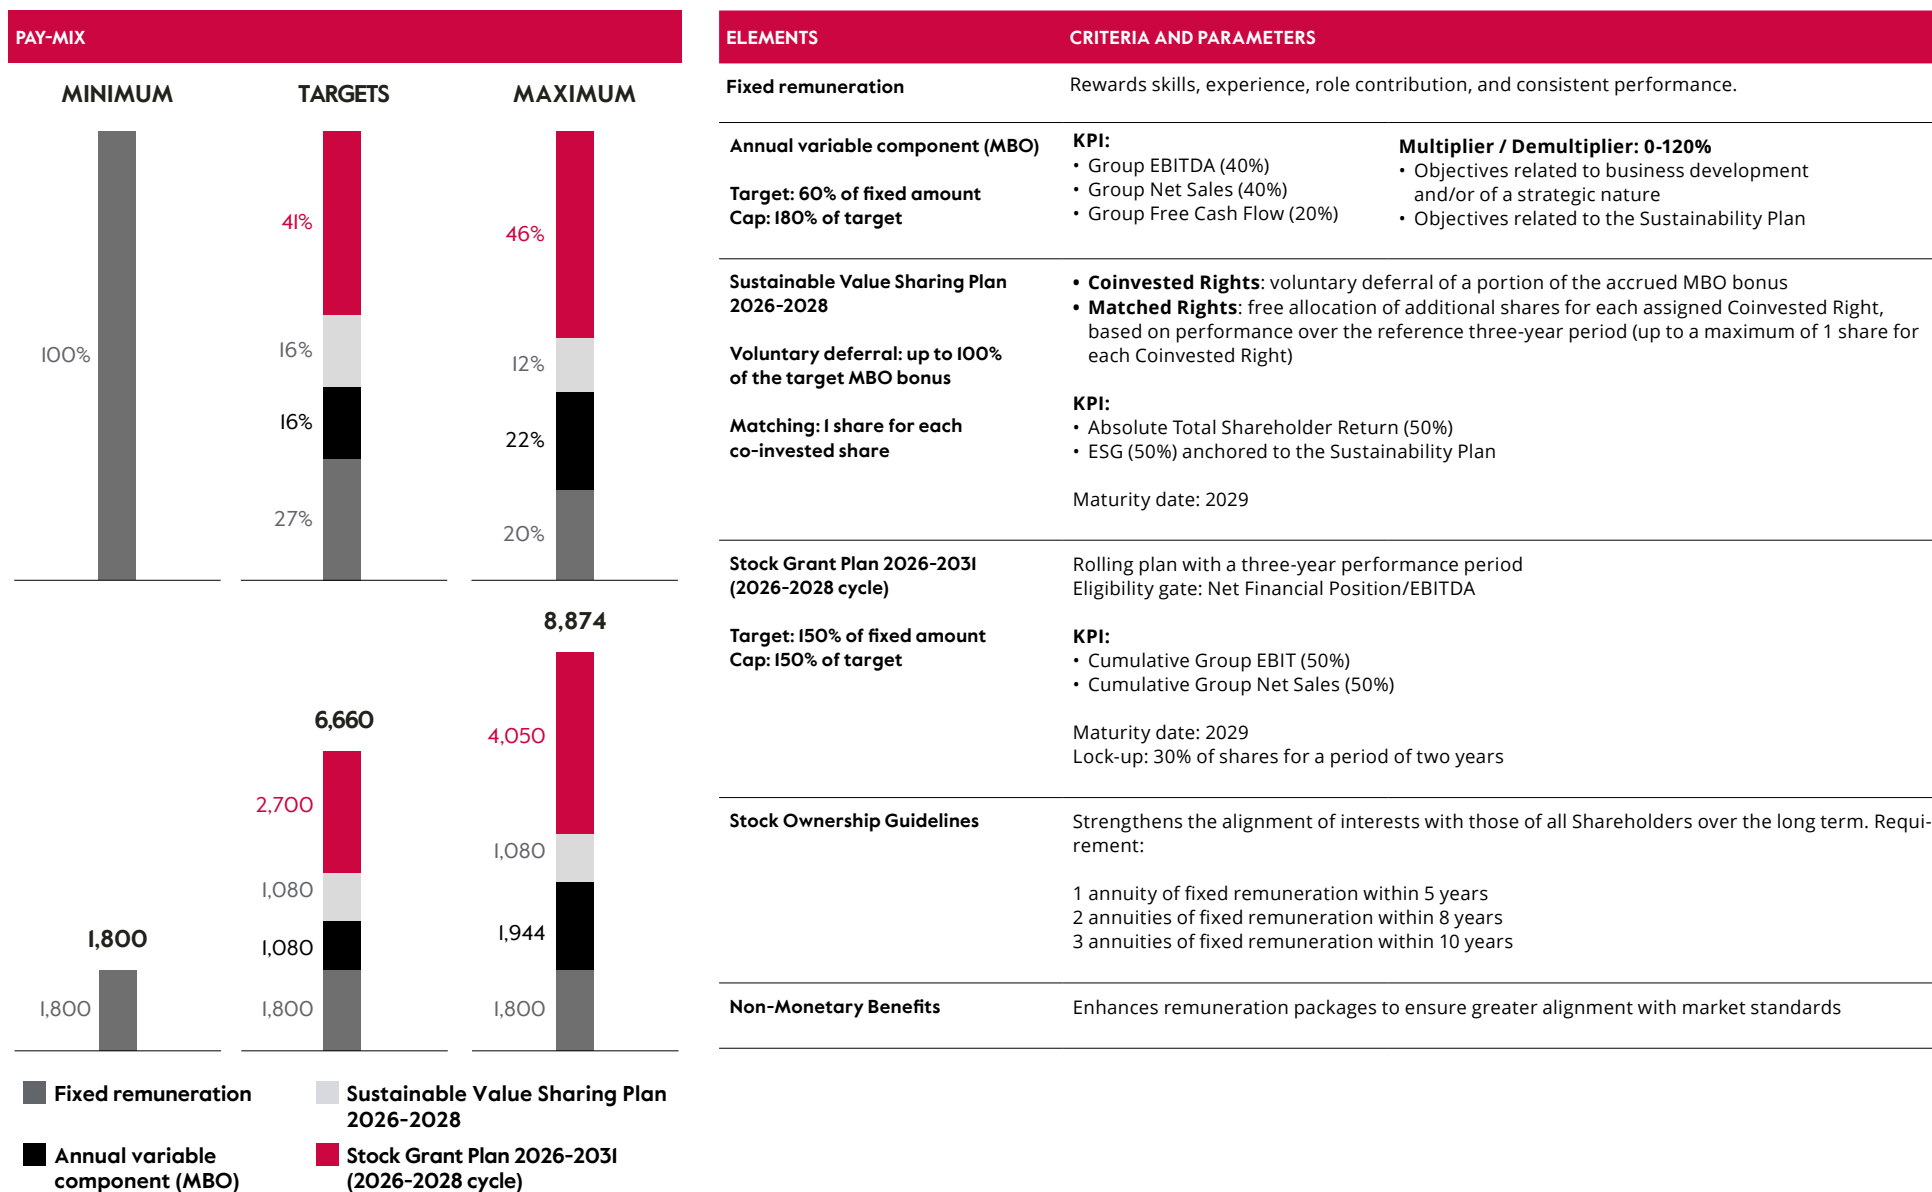 PAY-MIX
MINIMUM
TARGETS
MAXIMUM
100%
41%
16%
16%
27%
46%
12%
22%
20%
1,800
1,800
6,660
2,700
1,080
1,080
1,800
8,874
4,050
1,080
1,944
1,800
Fixed remuneration
Sustainable Value Sharing Plan
2026-2028
Annual variable
component (MBO)
Stock Grant Plan 2026-2031
(2026-2028 cycle)
ELEMENTS
CRITERIA AND PARAMETERS
Fixed remuneration
Rewards skills, experience, role contribution, and consistent performance.
Annual variable component (MBO)
Target: 60% of fixed amount
Cap: 180% of target
KPI:
• Group EBITDA (40%)
• Group Net Sales (40%)
• Group Free Cash Flow (20%)
Multiplier / Demultiplier: 0-120%
• Objectives related to business development
and/or of a strategic nature
• Objectives related to the Sustainability Plan
Sustainable Value Sharing Plan
2026-2028
Voluntary deferral: up to 100%
of the target MBO bonus
Matching: 1 share for each
co-invested share
• Coinvested Rights: voluntary deferral of a portion of the accrued MBO bonus
• Matched Rights: free allocation of additional shares for each assigned Coinvested Right,
based on performance over the reference three-year period (up to a maximum of 1 share for
each Coinvested Right)
KPI:
• Absolute Total Shareholder Return (50%)
• ESG (50%) anchored to the Sustainability Plan
Maturity date: 2029
Stock Grant Plan 2026-2031
(2026-2028 cycle)
Target: 150% of fixed amount
Cap: 150% of target
Rolling plan with a three-year performance period
Eligibility gate: Net Financial Position/EBITDA
KPI:
• Cumulative Group EBIT (50%)
• Cumulative Group Net Sales (50%)
Maturity date: 2029
Lock-up: 30% of shares for a period of two years
Stock Ownership Guidelines
Strengthens the alignment of interests with those of all Shareholders over the long term. Requi-
rement:
1 annuity of fixed remuneration within 5 years
2 annuities of fixed remuneration within 8 years
3 annuities of fixed remuneration within 10 years
Non-Monetary Benefits
Enhances remuneration packages to ensure greater alignment with market standards